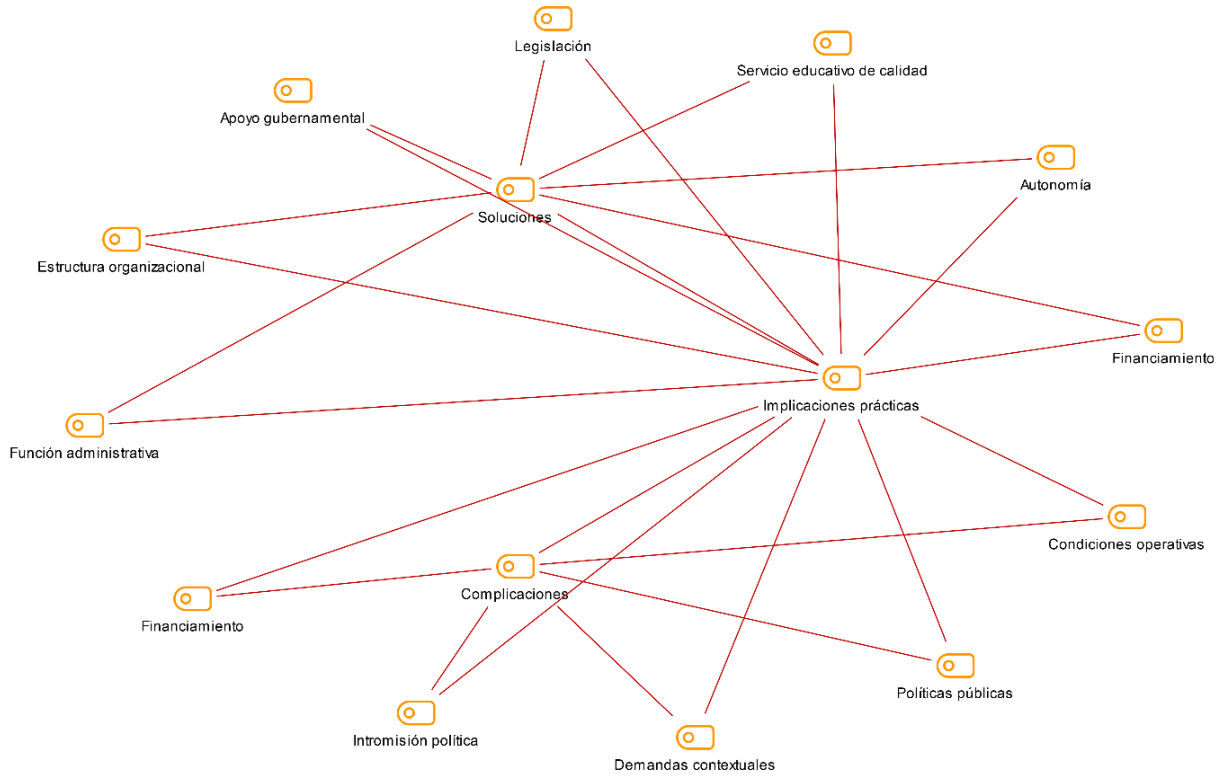 Legislación
Servicio educativo de calidad
Apoyo gubernamental
Autonomía
Soluciones
Estructura organizacional
Financiamiento
Implicaciones prácticas
Función administrativa
Condiciones operativas
Complicaciones
Financiamiento
Políticas públicas
Intromisión política
Demandas contextuales